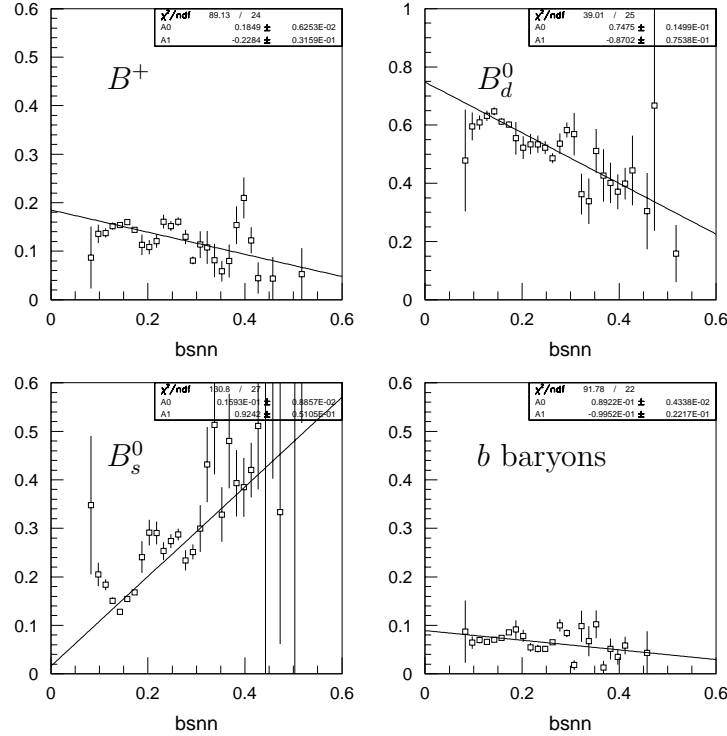 χ²/ndf 89.13 / 24
A0 0.1849 ± 0.6253E-02
A1 -0.2284 ± 0.3159E-01
B⁺
0.6
0.5
0.4
0.3
0.2
0.1
0
0 0.2 0.4 0.6
bsnn
χ²/ndf 39.01 / 25
A0 0.7475 ± 0.1499E-01
A1 -0.8702 ± 0.7538E-01
B⁰_d
1
0.8
0.6
0.4
0.2
0
0 0.2 0.4 0.6
bsnn
χ²/ndf 130.8 / 27
A0 0.1593E-01 ± 0.8857E-02
A1 0.9242 ± 0.5105E-01
B⁰_s
0.6
0.5
0.4
0.3
0.2
0.1
0
0 0.2 0.4 0.6
bsnn
χ²/ndf 91.78 / 22
A0 0.8922E-01 ± 0.4338E-02
A1 -0.9952E-01 ± 0.2217E-01
b baryons
0.6
0.5
0.4
0.3
0.2
0.1
0
0 0.2 0.4 0.6
bsnn